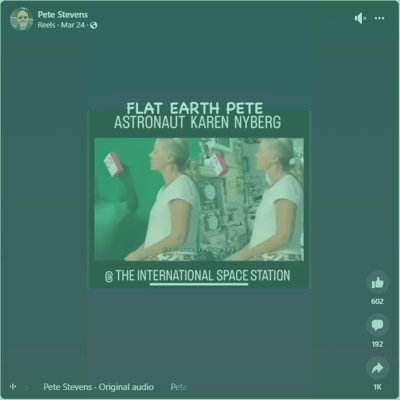 Pete Stevens
Reels · Mar 24 ·
FLAT EARTH PETE
ASTRONAUT KAREN NYBERG
@ THE INTERNATIONAL SPACE STATION
602
192
1K
Pete Stevens · Original audio Pete